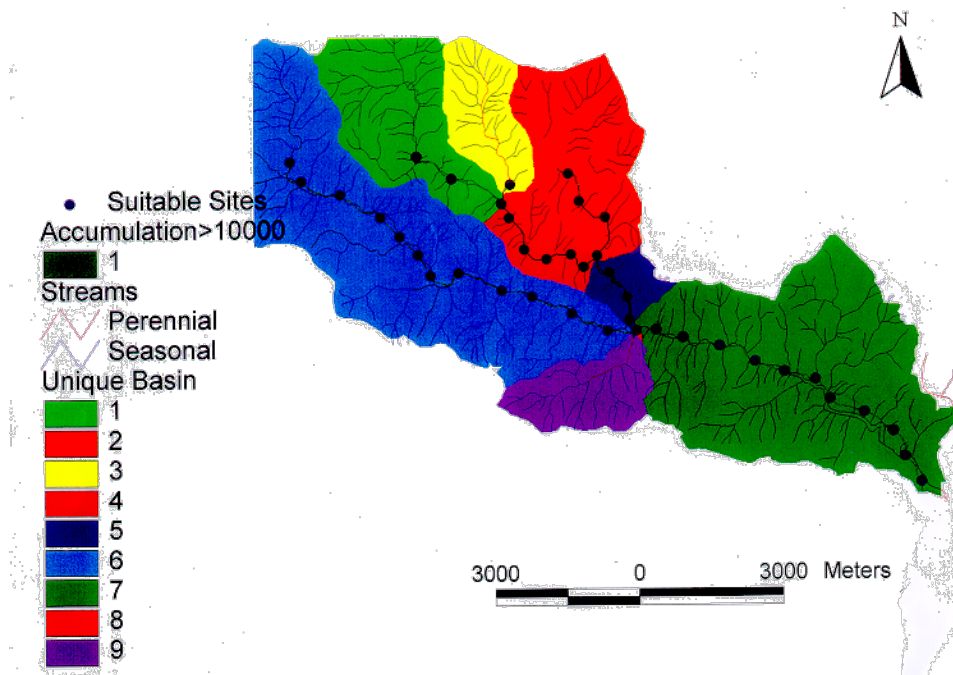 N
Suitable Sites
Accumulation>10000
1
Streams
Perennial
Seasonal
Unique Basin
1
2
3
4
5
6
7
8
9
3000 0 3000 Meters